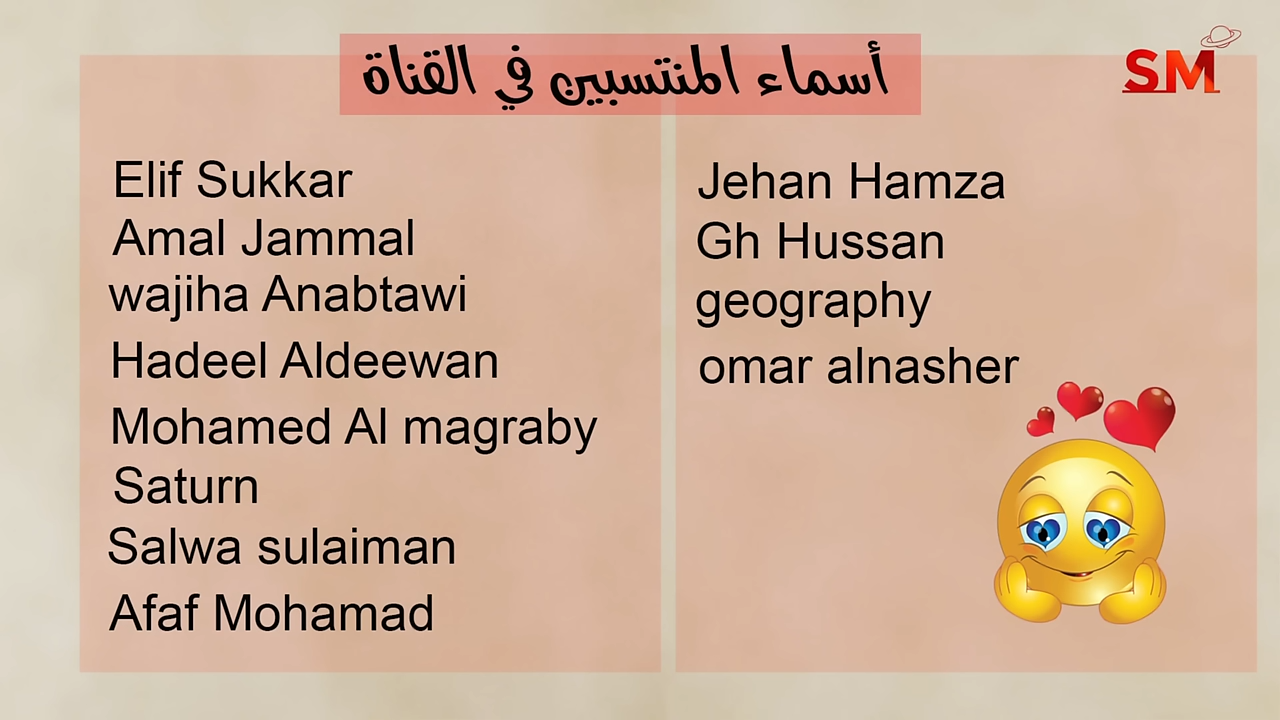 أسماء المنتسبين في القناة
SM
Elif Sukkar
Amal Jammal
wajiha Anabtawi
Hadeel Aldeewan
Mohamed Al magraby
Saturn
Salwa sulaiman
Afaf Mohamad
Jehan Hamza
Gh Hussan
geography
omar alnasher